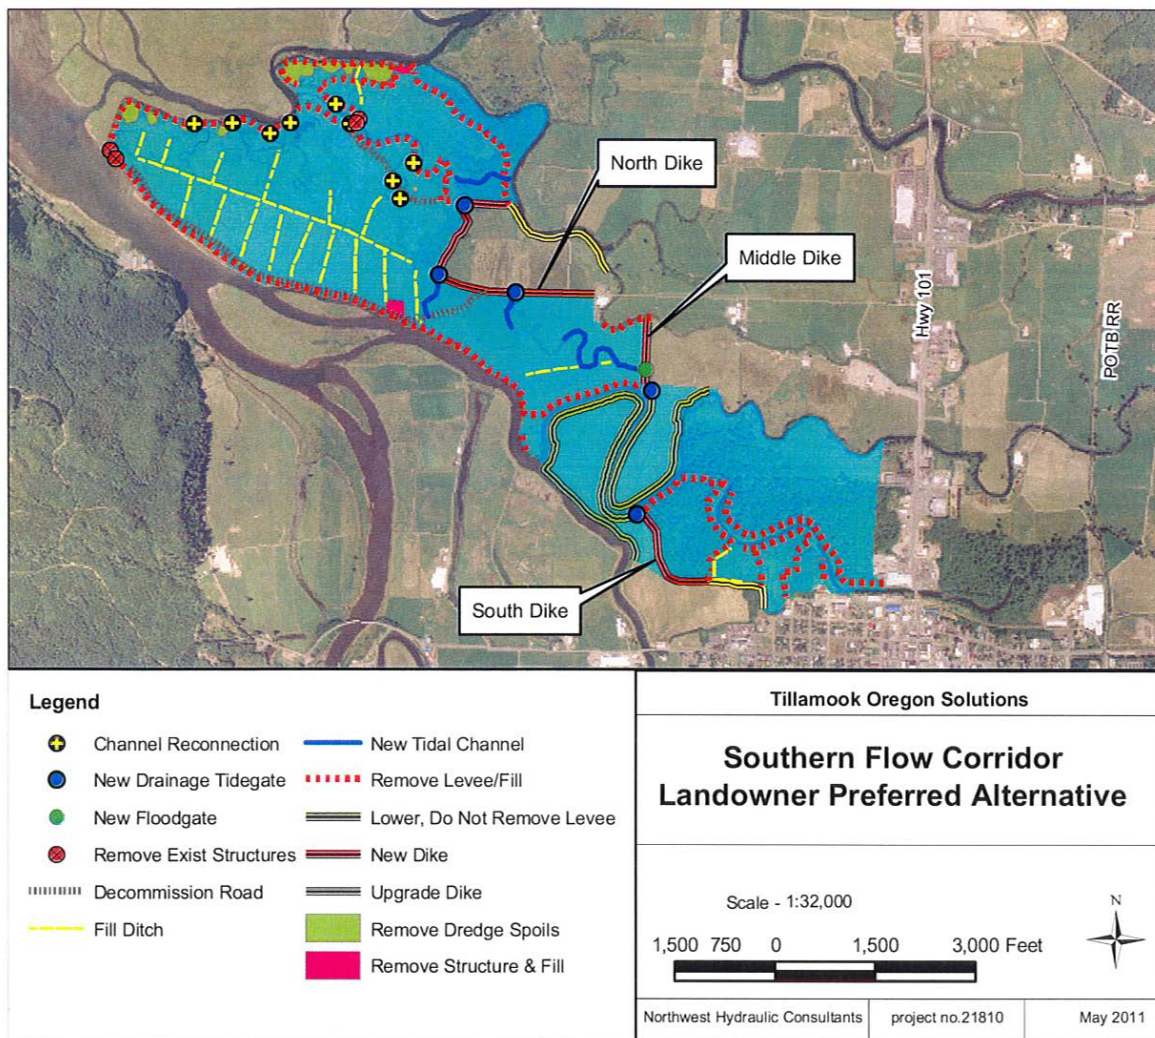 North Dike
Middle Dike
Hwy 101
POTB RR
South Dike
Legend
Channel Reconnection
New Drainage Tidegate
New Floodgate
Remove Exist Structures
Decommission Road
Fill Ditch
New Tidal Channel
Remove Levee/Fill
Lower, Do Not Remove Levee
New Dike
Upgrade Dike
Remove Dredge Spoils
Remove Structure & Fill
Tillamook Oregon Solutions
Southern Flow Corridor
Landowner Preferred Alternative
Scale - 1:32,000
N
1,500 750 0 1,500 3,000 Feet
Northwest Hydraulic Consultants
project no.21810
May 2011